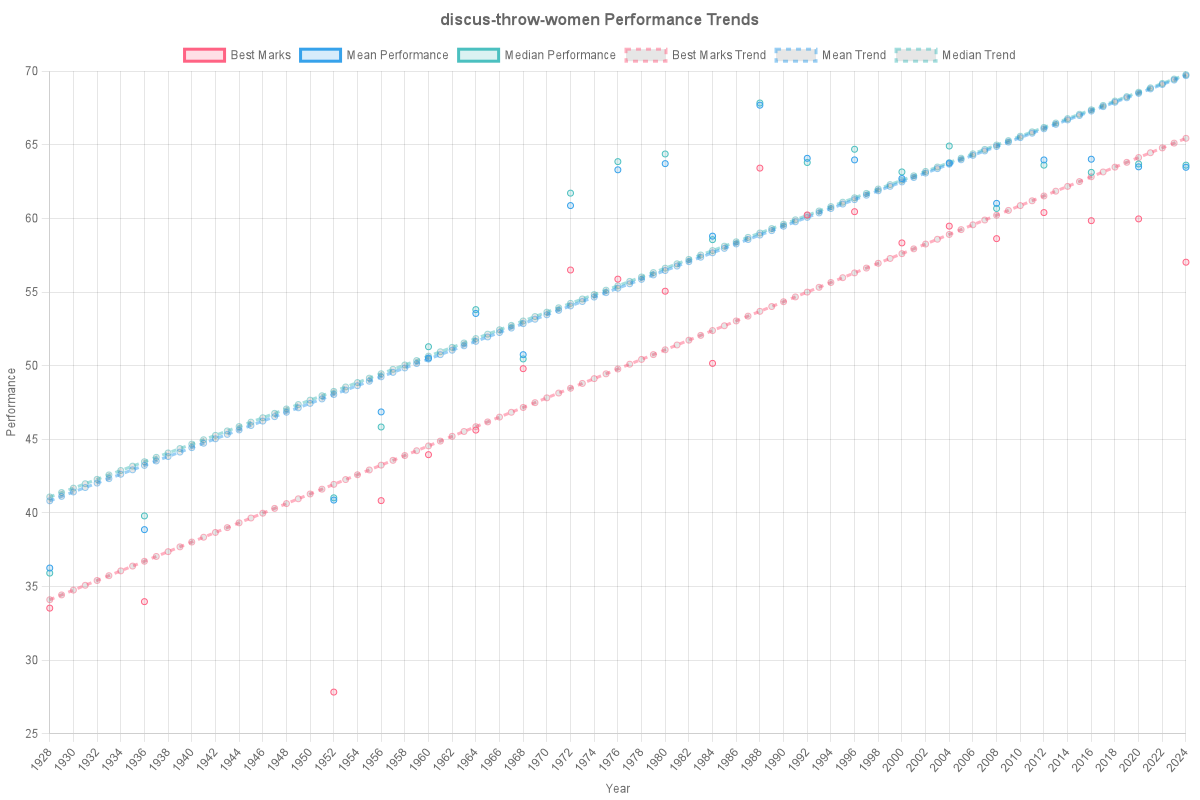 discus-throw-women Performance Trends
Best Marks Mean Performance Median Performance Best Marks Trend Mean Trend Median Trend
70
65
60
55
50
45
40
35
30
25
Performance
1928 1930 1932 1934 1936 1938 1940 1942 1944 1946 1948 1950 1952 1954 1956 1958 1960 1962 1964 1966 1968 1970 1972 1974 1976 1978 1980 1982 1984 1986 1988 1990 1992 1994 1996 1998 2000 2002 2004 2006 2008 2010 2012 2014 2016 2018 2020 2022 2024
Year